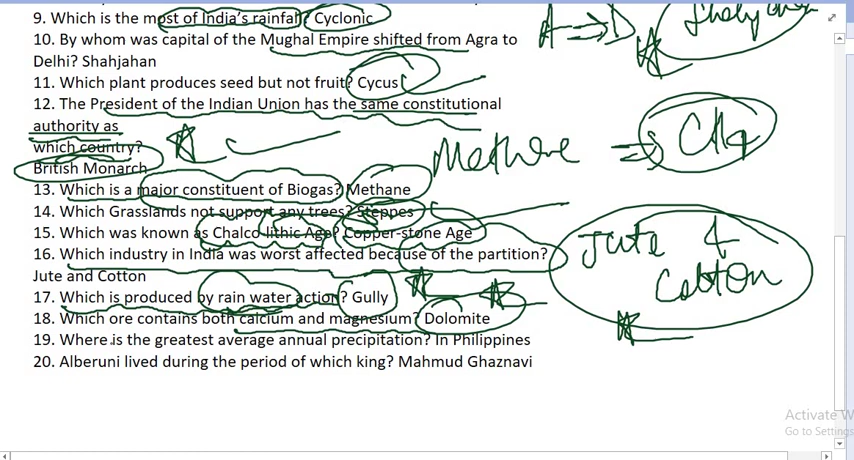 9. Which is the most of India's rainfall? Cyclonic
A ⇒ D
10. By whom was capital of the Mughal Empire shifted from Agra to
Delhi? Shahjahan
11. Which plant produces seed but not fruit? Cycus
12. The President of the Indian Union has the same constitutional
authority as
which country?
British Monarch
Methane ⇒ CH4
13. Which is a major constituent of Biogas? Methane
14. Which Grasslands not support any trees? Steppes
15. Which was known as Chalco-lithic Age? Copper-stone Age
16. Which industry in India was worst affected because of the partition?
Jute and Cotton
Jute &
Cotton
17. Which is produced by rain water action? Gully
18. Which ore contains both calcium and magnesium? Dolomite
19. Where is the greatest average annual precipitation? In Philippines
20. Alberuni lived during the period of which king? Mahmud Ghaznavi
Activate W
Go to Settings